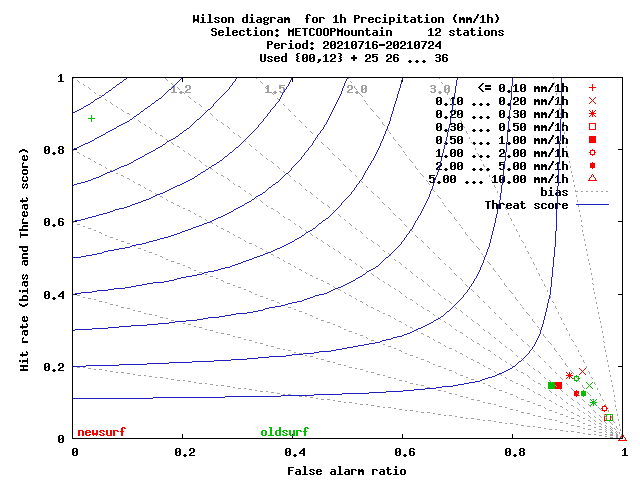 Wilson diagram  for 1h Precipitation (mm/1h)
Selection: METCOOPMountain     12 stations
Period: 20210716-20210724
Used {00,12} + 25 26 ... 36
1.2 1.5 2.0 3.0
<= 0.10 mm/1h
0.10 ... 0.20 mm/1h
0.20 ... 0.30 mm/1h
0.30 ... 0.50 mm/1h
0.50 ... 1.00 mm/1h
1.00 ... 2.00 mm/1h
2.00 ... 5.00 mm/1h
5.00 ... 10.00 mm/1h
bias
Threat score
Hit rate (bias and Threat score)
1
0.8
0.6
0.4
0.2
0
newsurf oldsurf
0 0.2 0.4 0.6 0.8 1
False alarm ratio